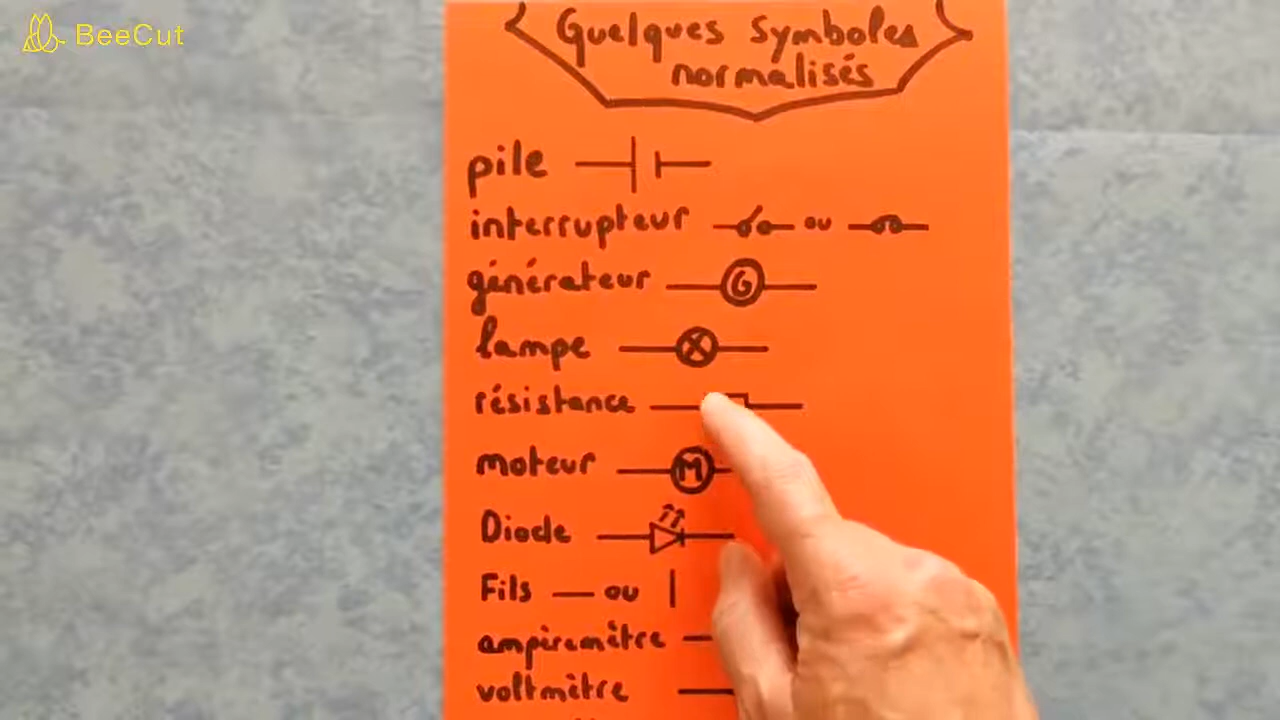 BeeCut
Quelques symboles
normalisés
pile
interrupteur ou
générateur G
lampe
résistance
moteur M
Diode
Fils ou
ampèremètre
voltmètre